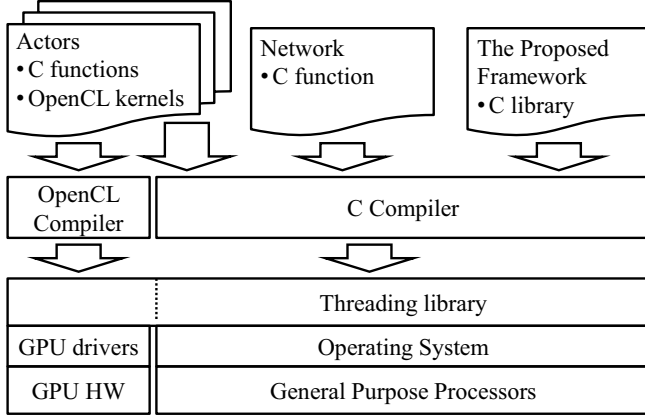 Actors
• C functions
• OpenCL kernels
Network
• C function
The Proposed
Framework
• C library
OpenCL
Compiler
C Compiler
Threading library
GPU drivers
Operating System
GPU HW
General Purpose Processors